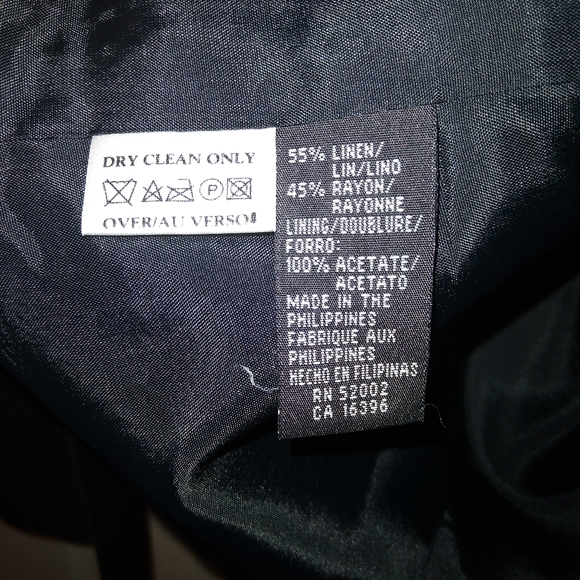 DRY CLEAN ONLY
P
OVER/AU VERSO
55% LINEN/
LIN/LINO
45% RAYON/
RAYONNE
LINING/DOUBLURE/
FORRO:
100% ACETATE/
ACETATO
MADE IN THE
PHILIPPINES
FABRIQUE AUX
PHILIPPINES
HECHO EN FILIPINAS
RN 52002
CA 16396